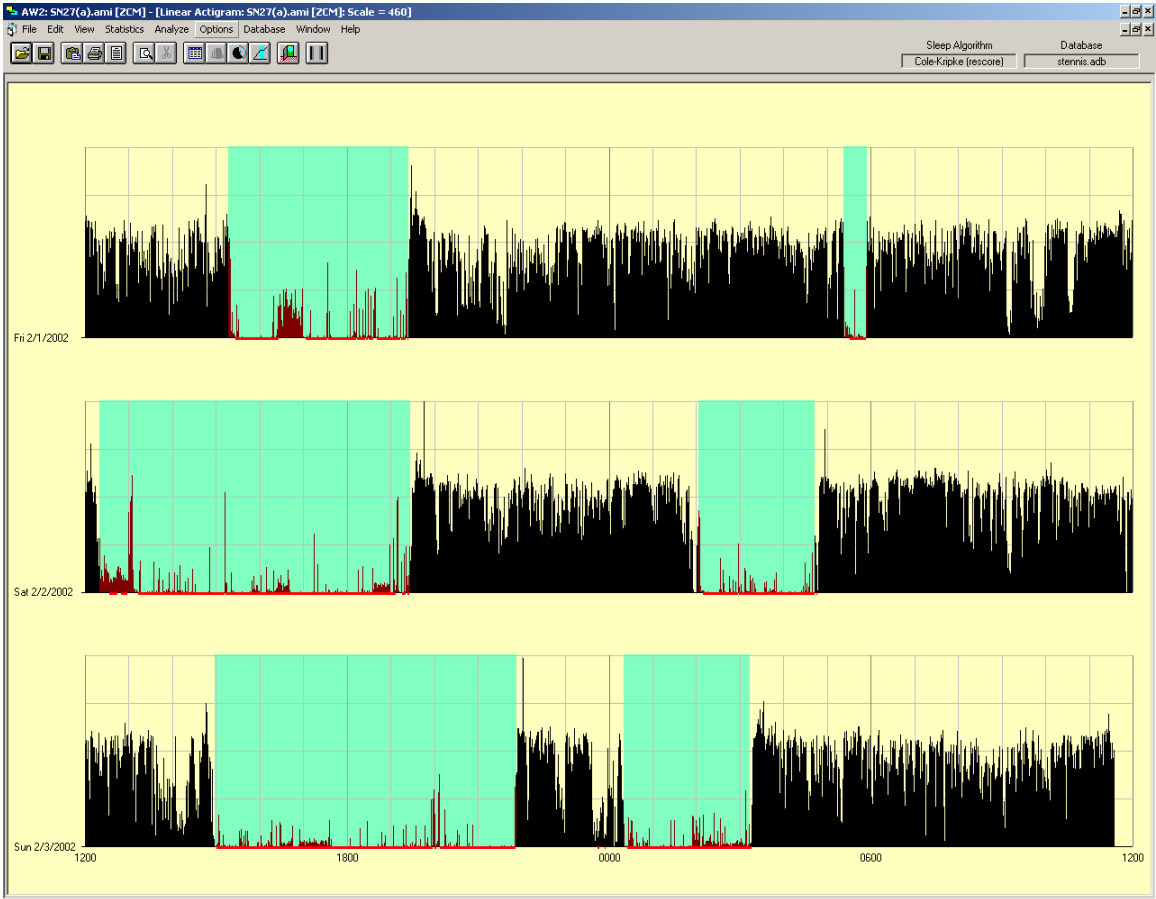 AW2: SN27(a).ami [ZCM] - [Linear Actigram: SN27(a).ami [ZCM]: Scale = 460]
File Edit View Statistics Analyze Options Database Window Help
Sleep Algorithm Database
Cole-Kripke (rescore) stennis.adb
Fri 2/1/2002
Sat 2/2/2002
Sun 2/3/2002
1200 1800 0000 0600 1200